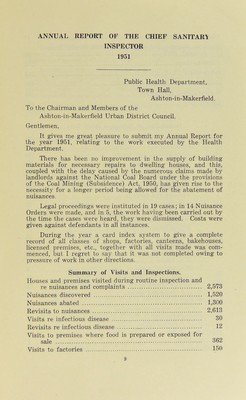 ANNUAL REPORT OF THE CHIEF SANITARY
INSPECTOR
1951
Public Health Department,
Town Hall,
Ashton-in-Makerfield.
To the Chairman and Members of the
Ashton-in-Makerfield Urban District Council.
Gentlemen,
It gives me great pleasure to submit my Annual Report for
the year 1951, relating to the work executed by the Health
Department.
There has been no improvement in the supply of building
materials for necessary repairs to dwelling houses, and this,
coupled with the delay caused by the numerous claims made by
landlords against the National Coal Board under the provisions
of the Coal Mining (Subsidence) Act, 1950, has given rise to the
necessity for a longer period being allowed for the abatement of
nuisances.
Legal proceedings were instituted in 19 cases; in 14 Nuisance
Orders were made, and in 5, the work having been carried out by
the time the cases were heard, they were dismissed. Costs were
given against defendants in all instances.
During the year a card index system to give a complete
record of all classes of shops, factories, canteens, bakehouses,
licensed premises, etc., together with all visits made was com-
menced, but I regret to say that it was not completed owing to
pressure of work in other directions.
Summary of Visits and Inspections.
Houses and premises visited during routine inspection and
re nuisances and complaints ........ 2,573
Nuisances discovered ........ 1,520
Nuisances abated ........ 1,300
Revisits to nuisances ........ 2,613
Visits re infectious disease ........ 30
Revisits re infectious disease ........ 12
Visits to premises where food is prepared or exposed for
sale ........ 362
Visits to factories ........ 150
9